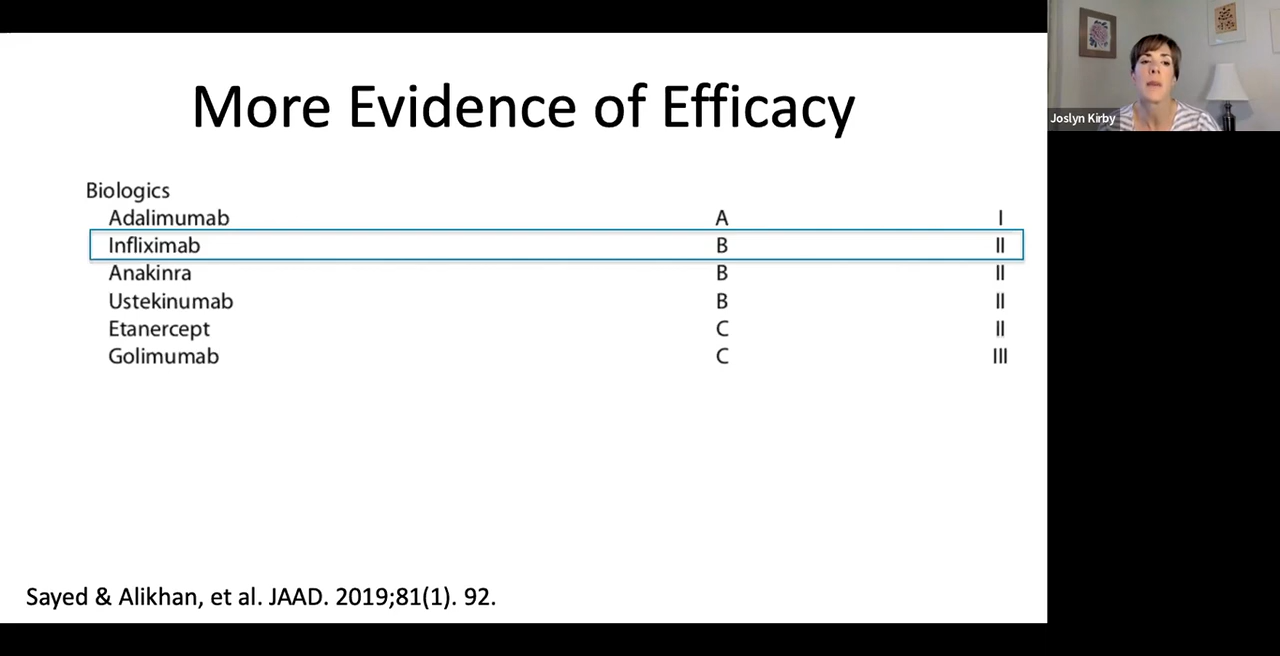 More Evidence of Efficacy
Joslyn Kirby
Biologics
Adalimumab A I
Infliximab B II
Anakinra B II
Ustekinumab B II
Etanercept C II
Golimumab C III
Sayed & Alikhan, et al. JAAD. 2019;81(1). 92.